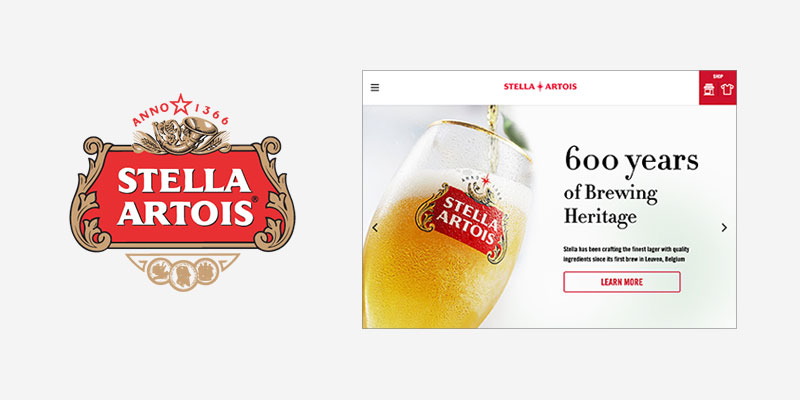 ANNO 1366
STELLA
ARTOIS®
STELLA ARTOIS
SHOP
ANNO 1366
STELLA
ARTOIS
600 years
of Brewing
Heritage
Stella has been crafting the finest lager with quality
ingredients since its first brew in Leuven, Belgium
LEARN MORE